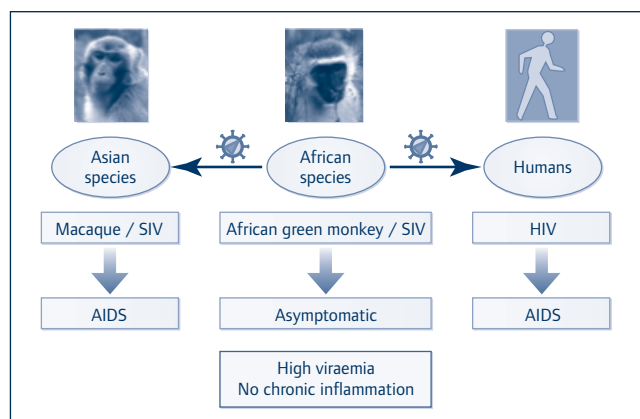 Asian
species
African
species
Humans
Macaque / SIV
African green monkey / SIV
HIV
AIDS
Asymptomatic
AIDS
High viraemia
No chronic inflammation